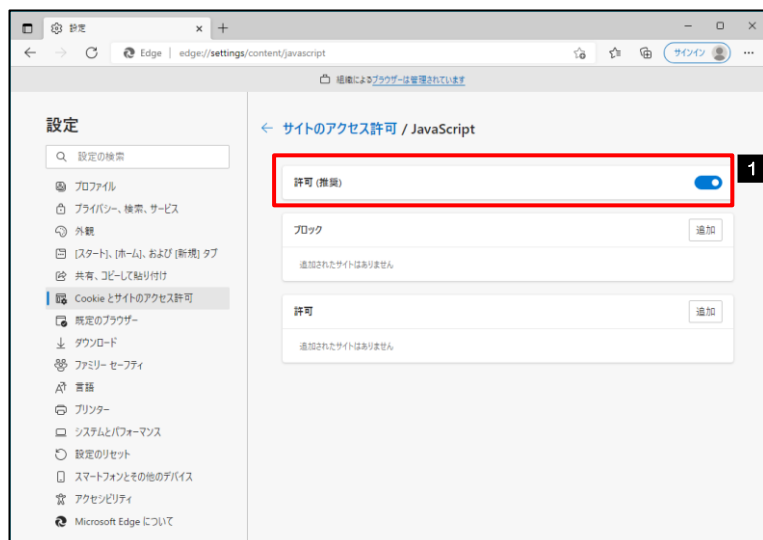 設定
Edge | edge://settings/content/javascript
サインイン
組織によるブラウザーは管理されています
設定
設定の検索
プロファイル
プライバシー、検索、サービス
外観
[スタート]、[ホーム]、および [新規] タブ
共有、コピーして貼り付け
Cookie とサイトのアクセス許可
既定のブラウザー
ダウンロード
ファミリー セーフティ
言語
プリンター
システムとパフォーマンス
設定のリセット
スマートフォンとその他のデバイス
アクセシビリティ
Microsoft Edge について
サイトのアクセス許可 / JavaScript
許可 (推奨)
1
ブロック
追加
追加されたサイトはありません
許可
追加
追加されたサイトはありません